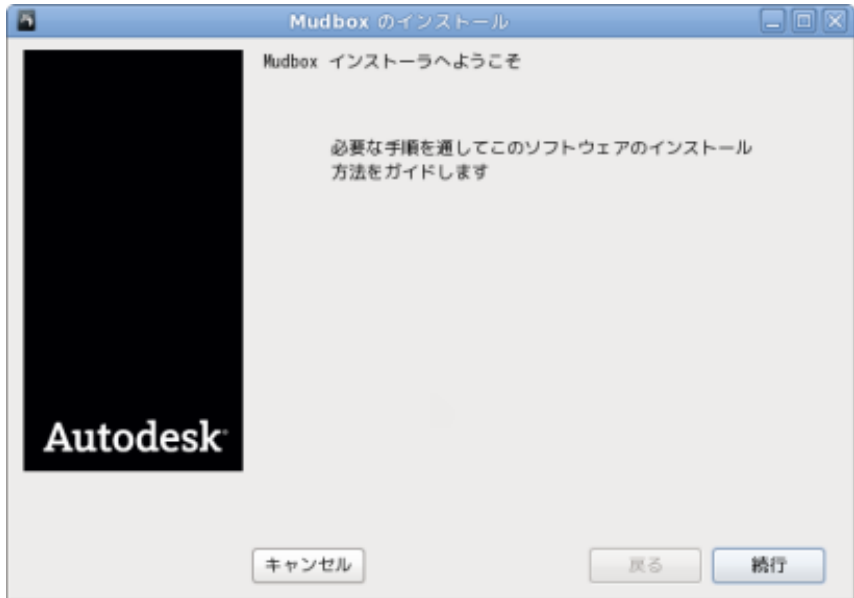 Mudbox のインストール
Mudbox インストーラへようこそ
必要な手順を通してこのソフトウェアのインストール
方法をガイドします
Autodesk
キャンセル
戻る
続行